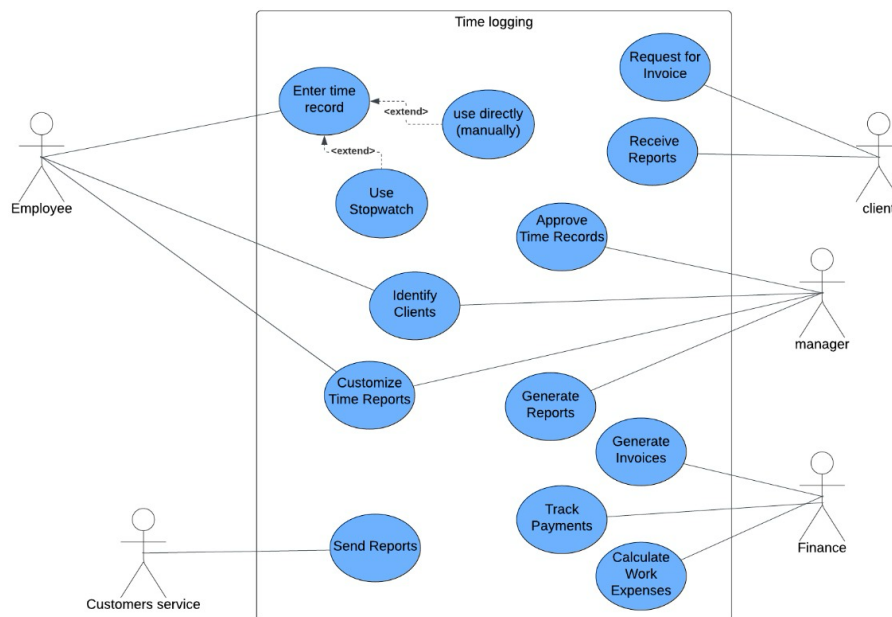 Time logging
Enter time
record
<extend>
use directly
(manually)
<extend>
Use
Stopwatch
Request for
Invoice
Receive
Reports
Employee
client
Approve
Time Records
Identify
Clients
manager
Customize
Time Reports
Generate
Reports
Generate
Invoices
Track
Payments
Finance
Send Reports
Calculate
Work
Expenses
Customers service